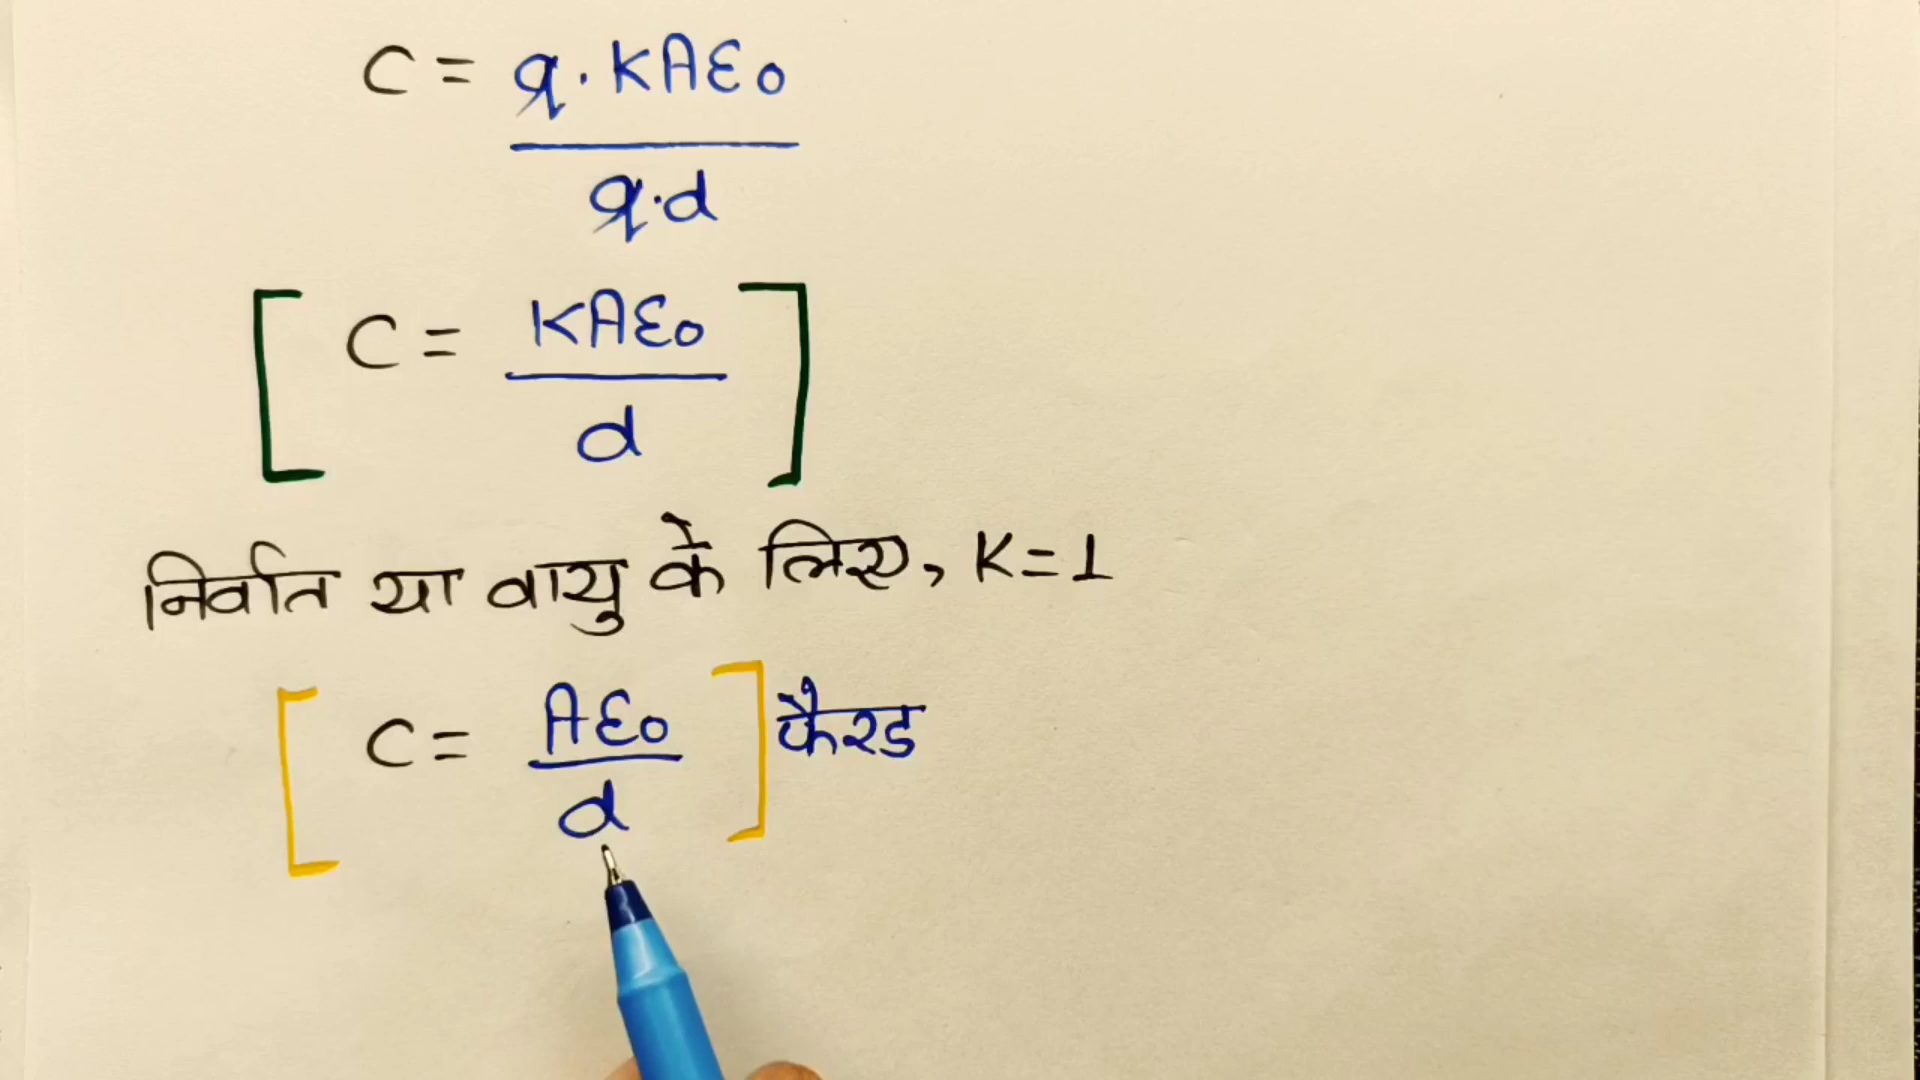 C = q·KAε₀ / q·d
[ C = KAε₀ / d ]
निर्वात या वायु के लिए, K=1
[ C = Aε₀ / d ] फैरड